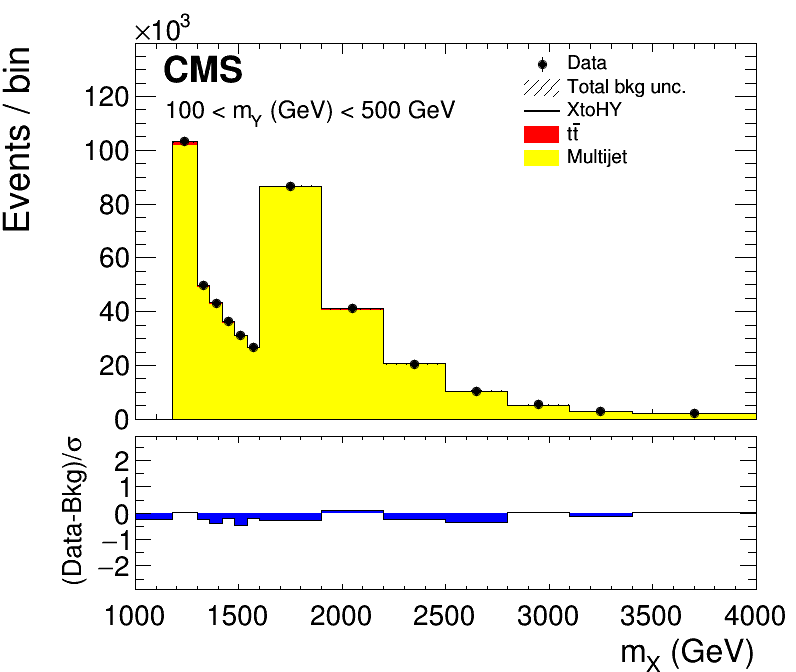 ×10³
Events / bin
CMS
100 < m_Y (GeV) < 500 GeV
Data
Total bkg unc.
XtoHY
tt̄
Multijet
120
100
80
60
40
20
0
(Data-Bkg)/σ
2
1
0
−1
−2
1000 1500 2000 2500 3000 3500 4000
m_X (GeV)